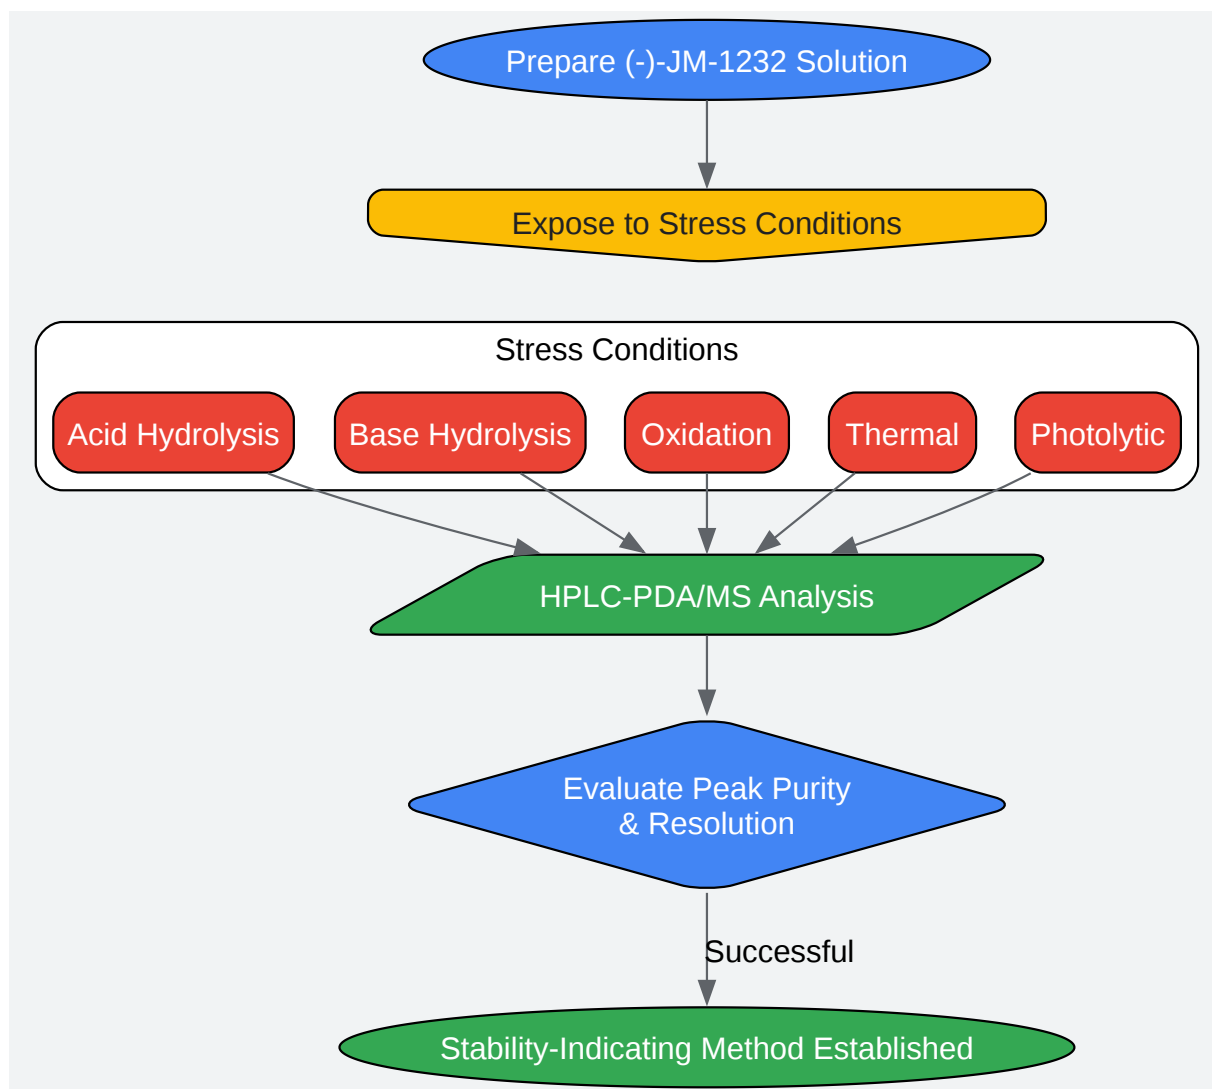 Prepare (-)-JM-1232 Solution
Expose to Stress Conditions
Stress Conditions
Acid Hydrolysis
Base Hydrolysis
Oxidation
Thermal
Photolytic
HPLC-PDA/MS Analysis
Evaluate Peak Purity
& Resolution
Successful
Stability-Indicating Method Established